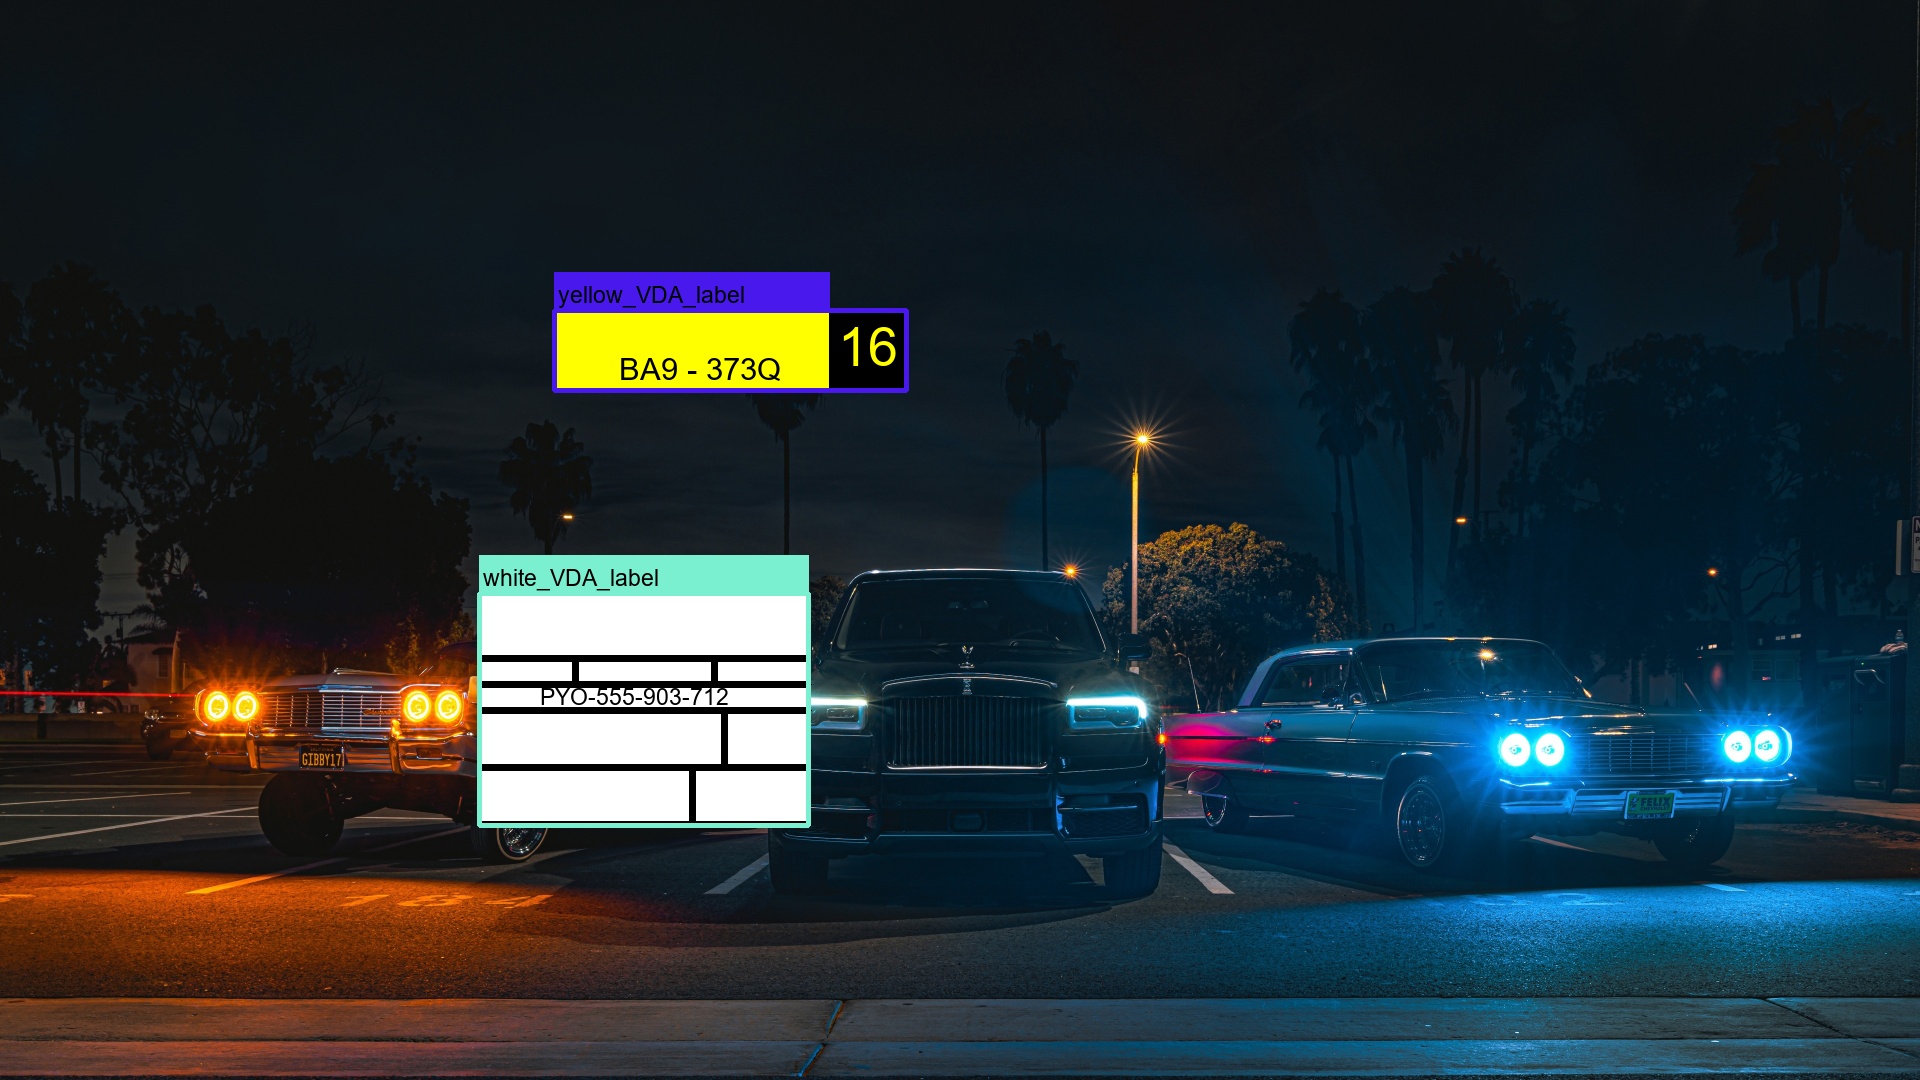 yellow_VDA_label
BA9 - 373Q
16
white_VDA_label
PYO-555-903-712
GIBBY17
FELIX